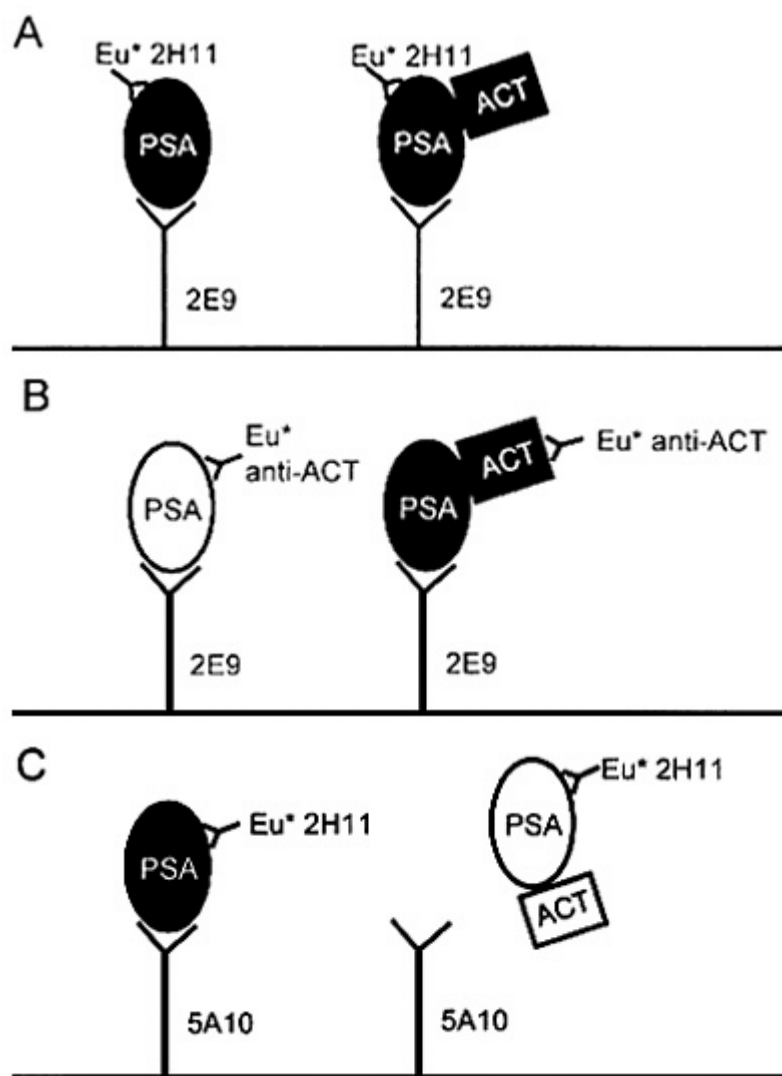 A
Eu* 2H11
Eu* 2H11
PSA
PSA
ACT
2E9
2E9
B
Eu*
anti-ACT
Eu* anti-ACT
PSA
PSA
ACT
2E9
2E9
C
Eu* 2H11
Eu* 2H11
PSA
PSA
ACT
5A10
5A10